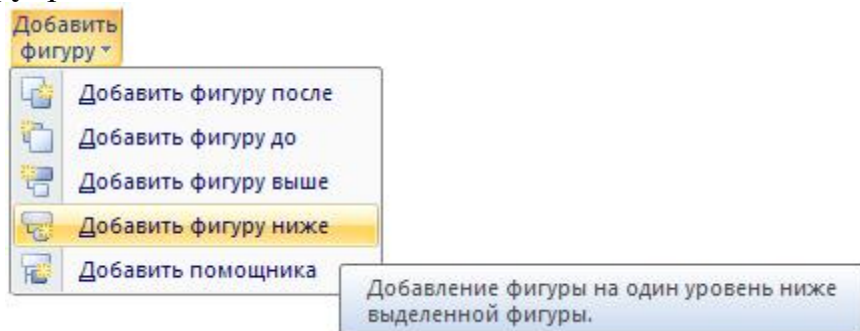 Добавить
фигуру
Добавить фигуру после
Добавить фигуру до
Добавить фигуру выше
Добавить фигуру ниже
Добавить помощника
Добавление фигуры на один уровень ниже
выделенной фигуры.